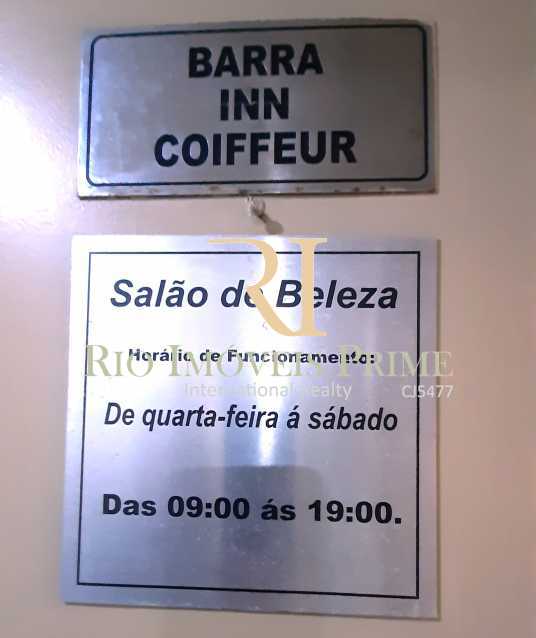 BARRA
INN
COIFFEUR
RI
Salão de Beleza
Horário de Funcionamento:
RIO IMÓVEIS PRIME
International Realty CJ5477
De quarta-feira á sábado
Das 09:00 ás 19:00.